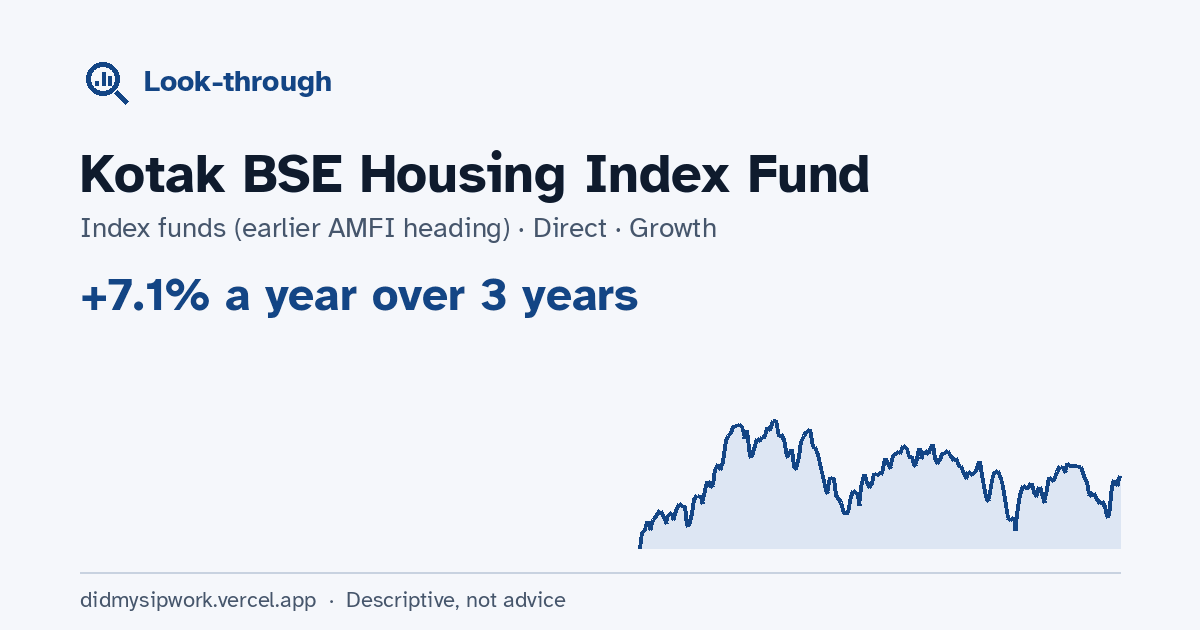 Look-through
Kotak BSE Housing Index Fund
Index funds (earlier AMFI heading) · Direct · Growth
+7.1% a year over 3 years
didmysipwork.vercel.app · Descriptive, not advice